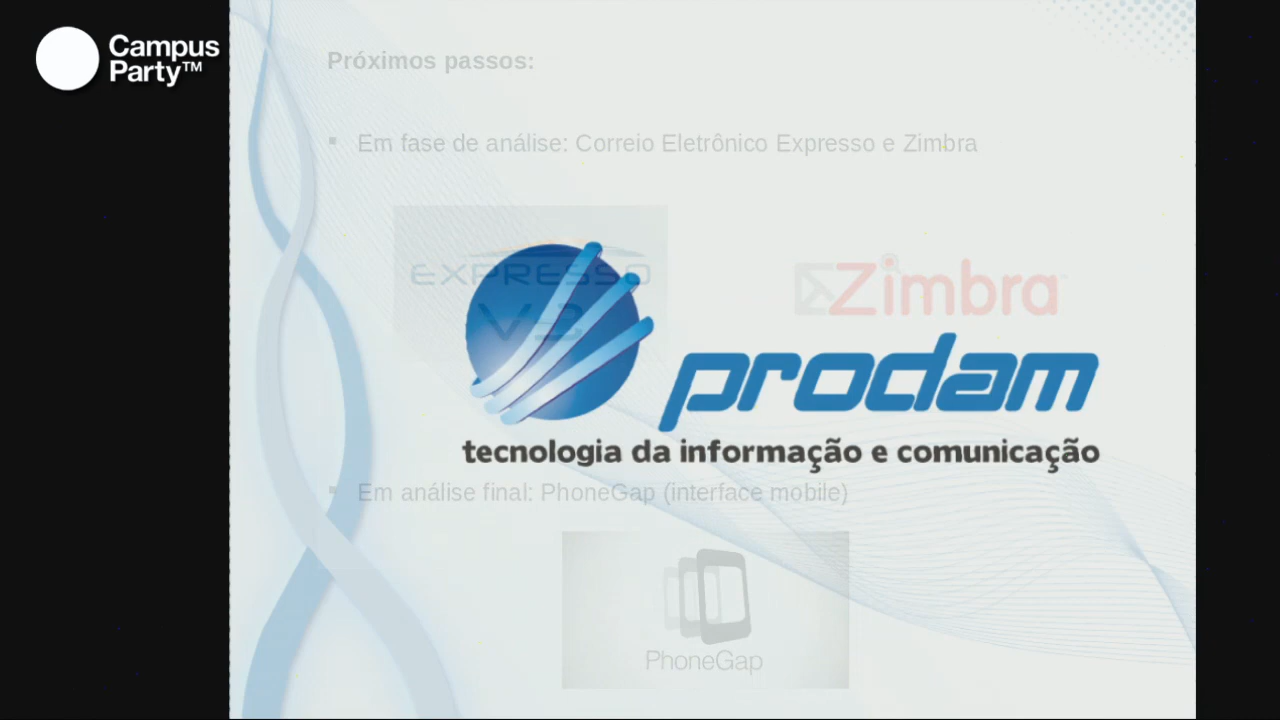 Campus
Party™
Próximos passos:
Em fase de análise: Correio Eletrônico Expresso e Zimbra
EXPRESSO
V3
Zimbra
prodam
tecnologia da informação e comunicação
Em análise final: PhoneGap (interface mobile)
PhoneGap